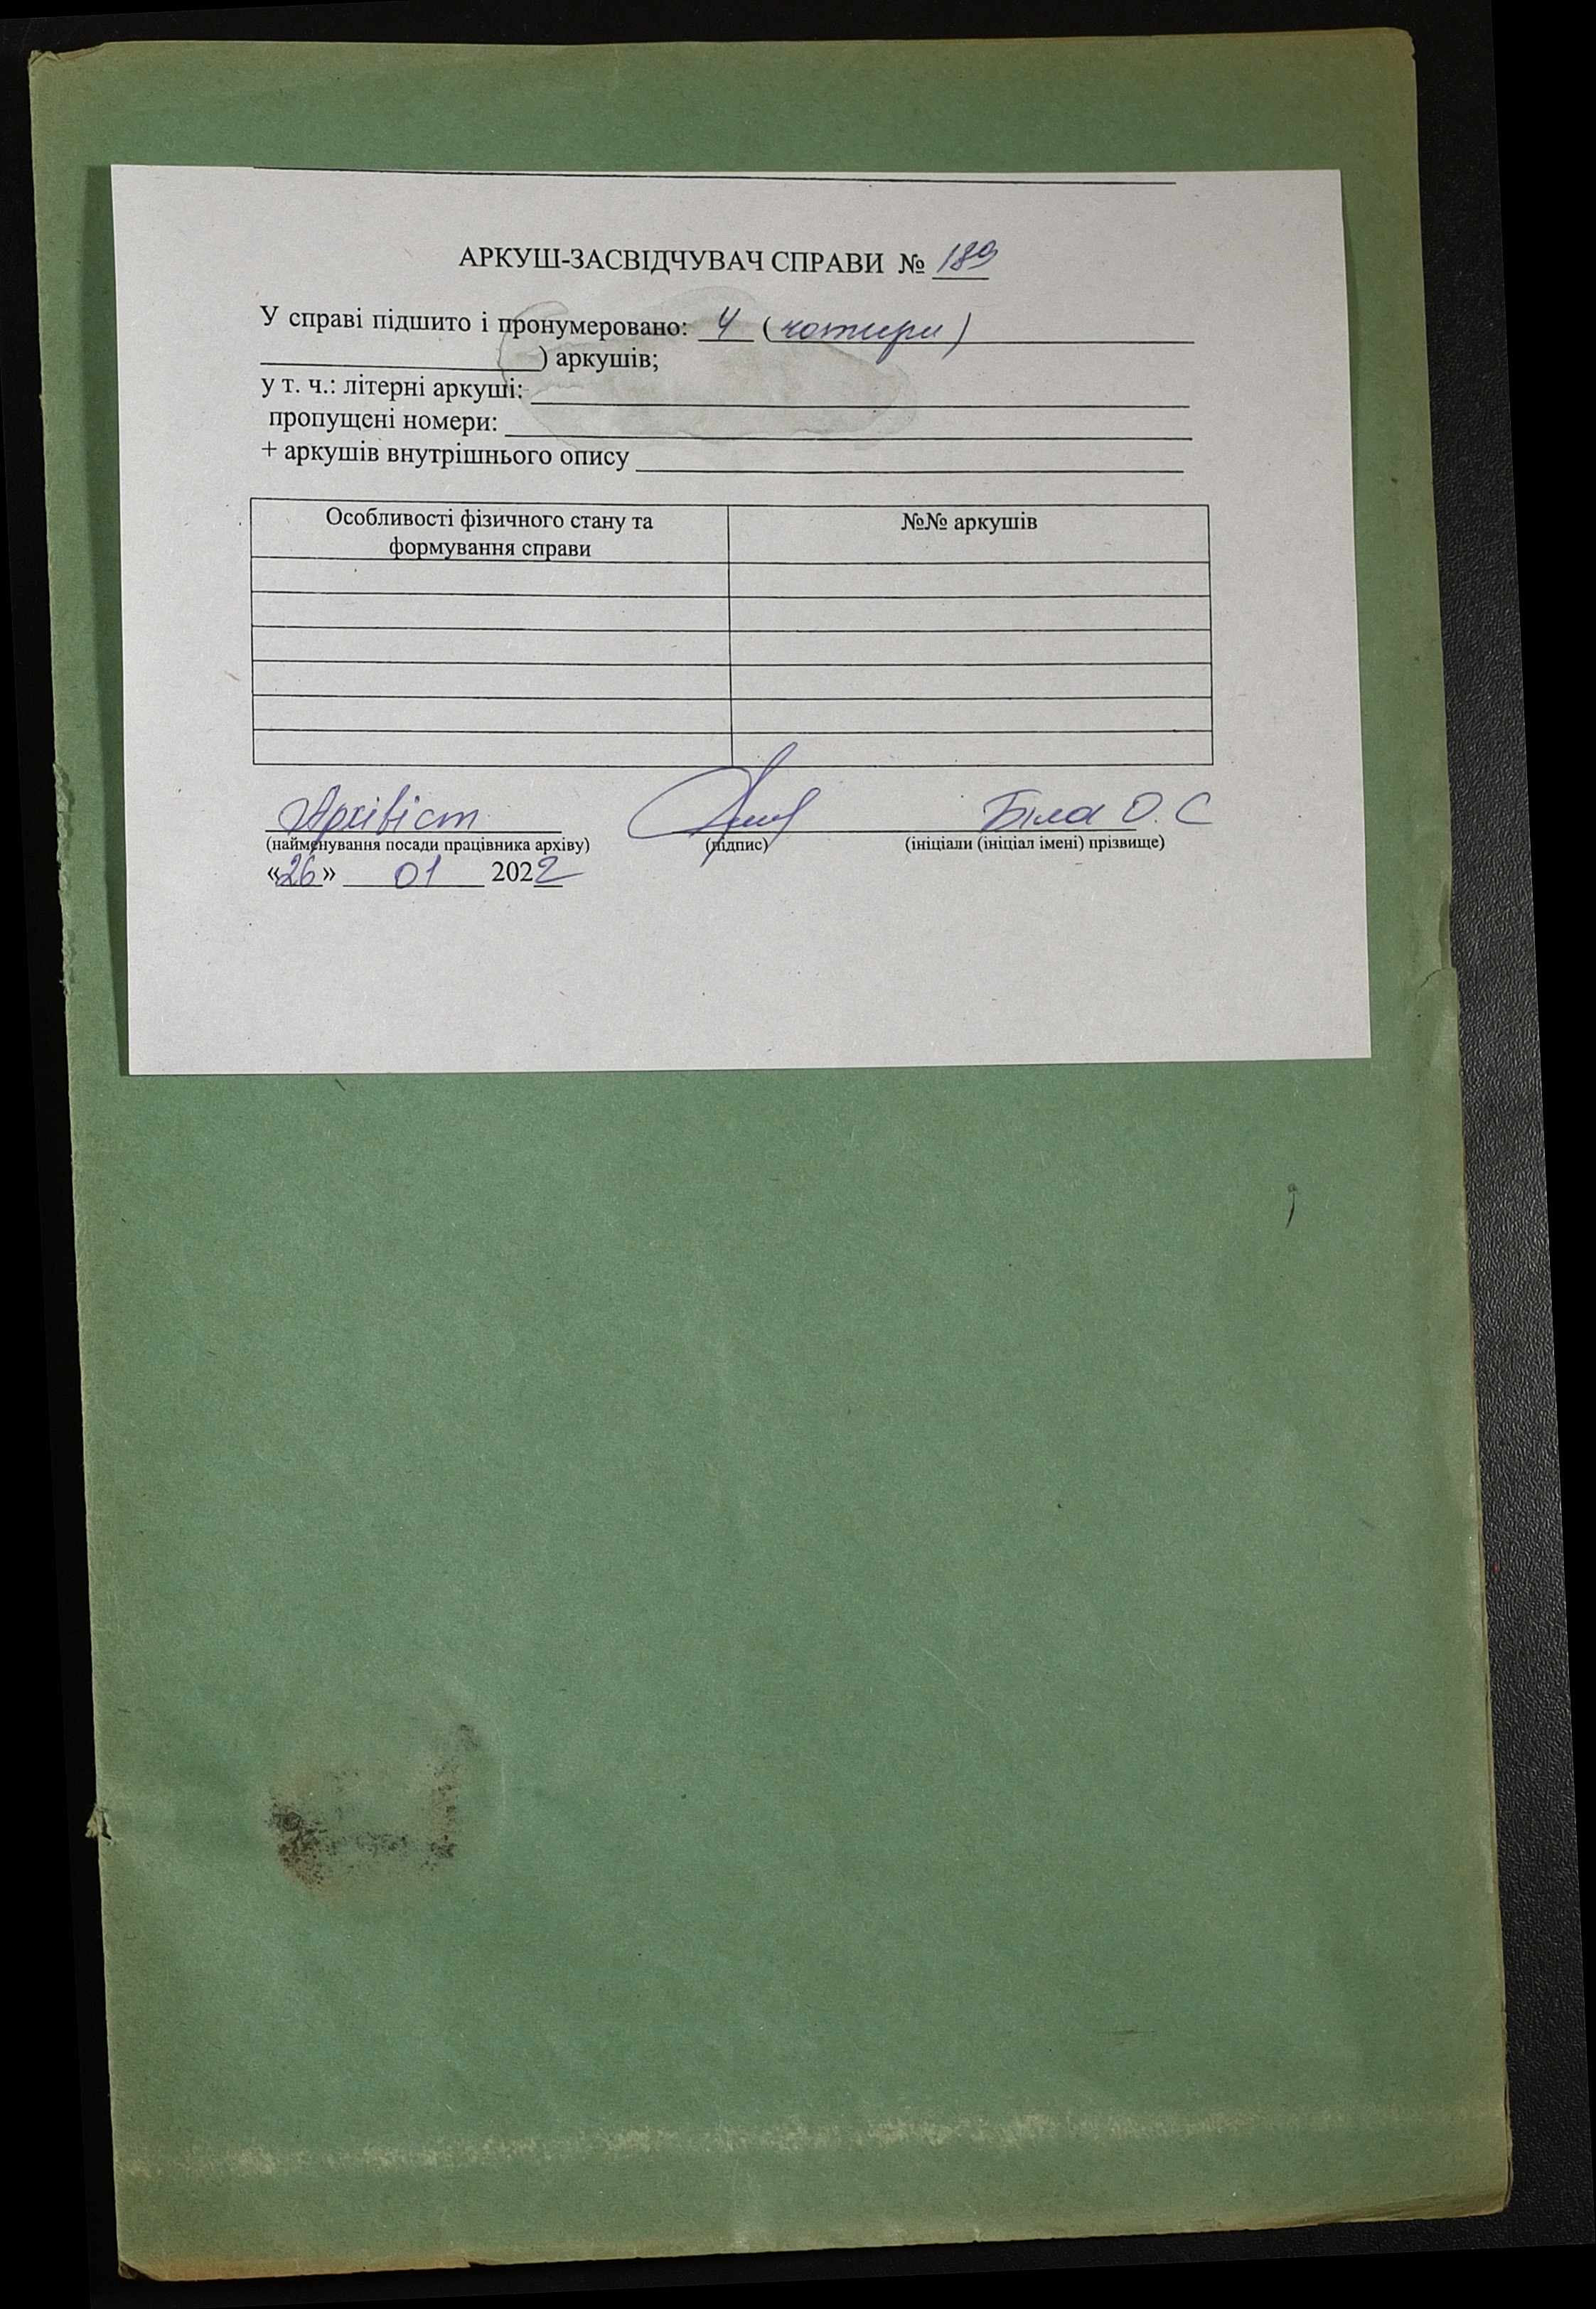 АРКУШ-ЗАСВІДЧУВАЧ СПРАВИ № 189
У справі підшито і пронумеровано: 4 (чотири)
) аркушів;
у т. ч.: літерні аркуші:
пропущені номери:
+ аркушів внутрішнього опису
Особливості фізичного стану та формування справи №№ аркушів
Архівіст Біла О. С
(найменування посади працівника архіву) (підпис) (ініціали (ініціал імені) прізвище)
«26» 01 2022